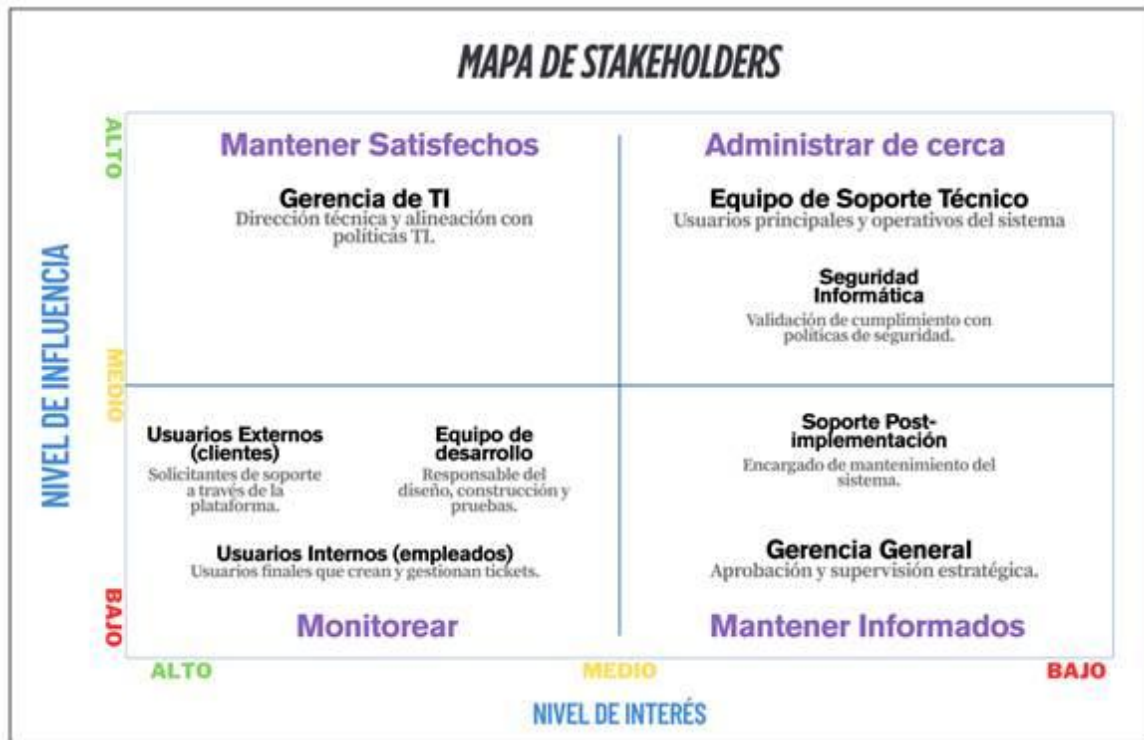 MAPA DE STAKEHOLDERS
ALTO
Mantener Satisfechos
Administrar de cerca
Gerencia de TI
Dirección técnica y alineación con
políticas TI.
Equipo de Soporte Técnico
Usuarios principales y operativos del sistema
Seguridad
Informática
Validación de cumplimiento con
políticas de seguridad.
NIVEL DE INFLUENCIA
MEDIO
Usuarios Externos
(clientes)
Solicitantes de soporte
a través de la
plataforma.
Equipo de
desarrollo
Responsable del
diseño, construcción y
pruebas.
Soporte Post-
implementación
Encargado de mantenimiento del
sistema.
Usuarios Internos (empleados)
Usuarios finales que crean y gestionan tickets.
Gerencia General
Aprobación y supervisión estratégica.
BAJO
Monitorear
Mantener Informados
ALTO
MEDIO
BAJO
NIVEL DE INTERÉS